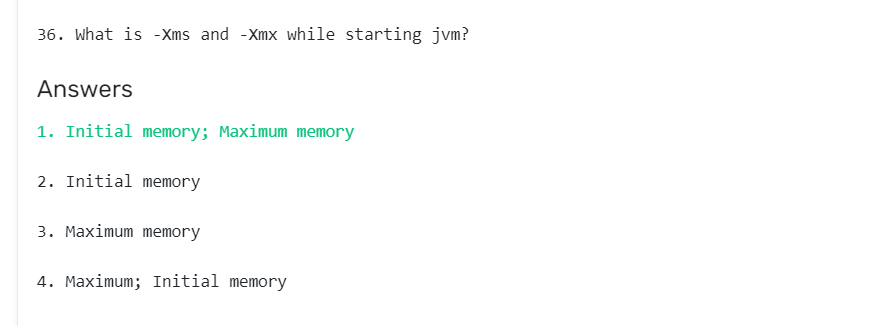 36. What is -Xms and -Xmx while starting jvm?
Answers
1. Initial memory; Maximum memory
2. Initial memory
3. Maximum memory
4. Maximum; Initial memory